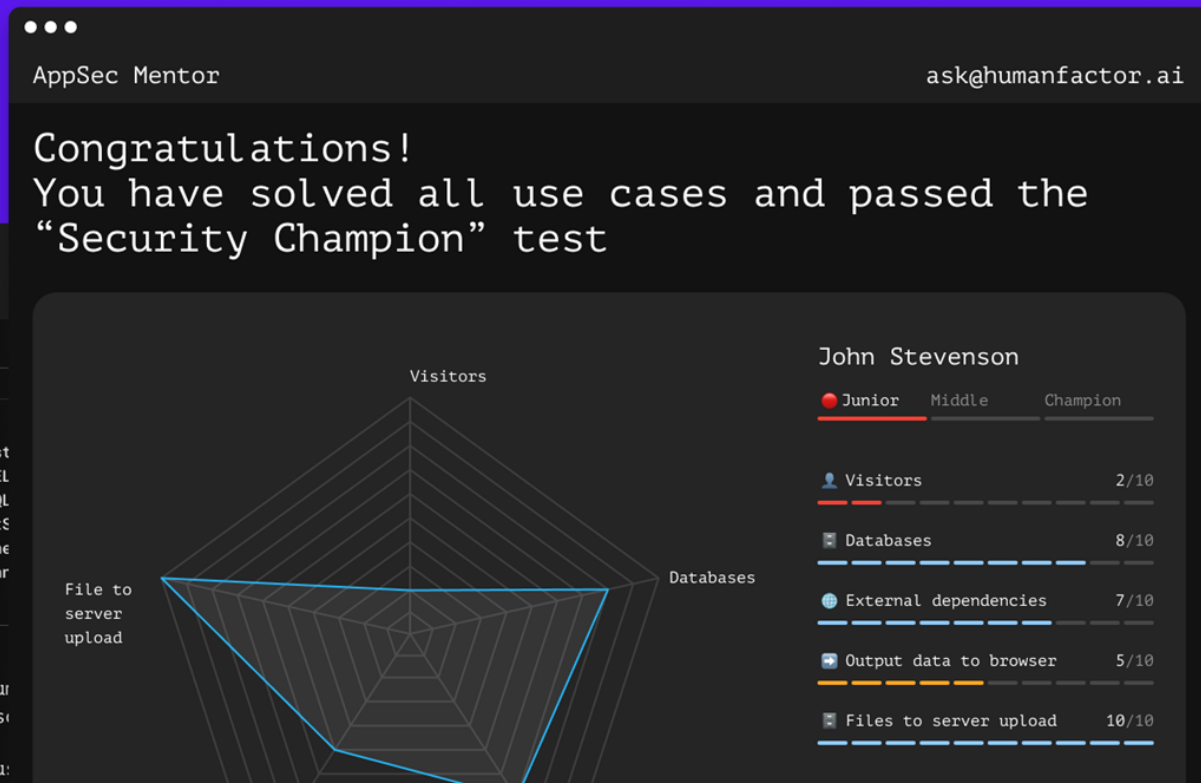 AppSec Mentor
ask@humanfactor.ai
Congratulations!
You have solved all use cases and passed the
“Security Champion” test
Visitors
Databases
File to
server
upload
John Stevenson
Junior Middle Champion
Visitors 2/10
Databases 8/10
External dependencies 7/10
Output data to browser 5/10
Files to server upload 10/10